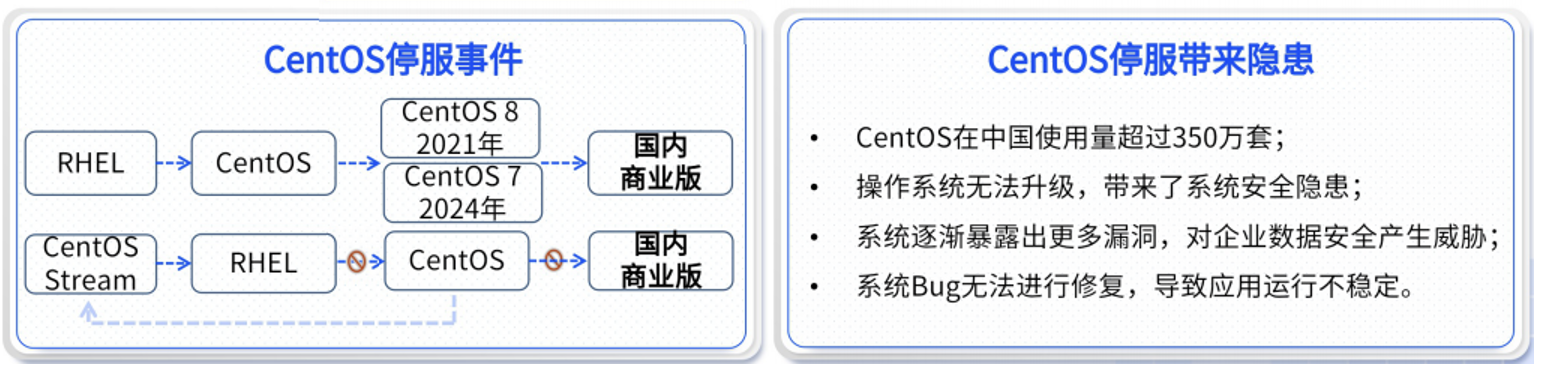 CentOS停服事件
RHEL
CentOS
CentOS 8
2021年
CentOS 7
2024年
国内
商业版
CentOS
Stream
RHEL
CentOS
国内
商业版
CentOS停服带来隐患
• CentOS在中国使用量超过350万套；
• 操作系统无法升级，带来了系统安全隐患；
• 系统逐渐暴露出更多漏洞，对企业数据安全产生威胁；
• 系统Bug无法进行修复，导致应用运行不稳定。